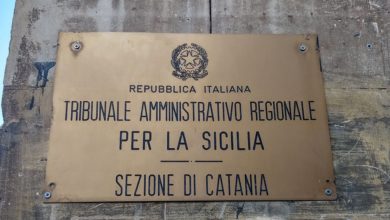 REPUBBLICA ITALIANA
TRIBUNALE AMMINISTRATIVO REGIONALE
PER LA SICILIA
SEZIONE DI CATANIA